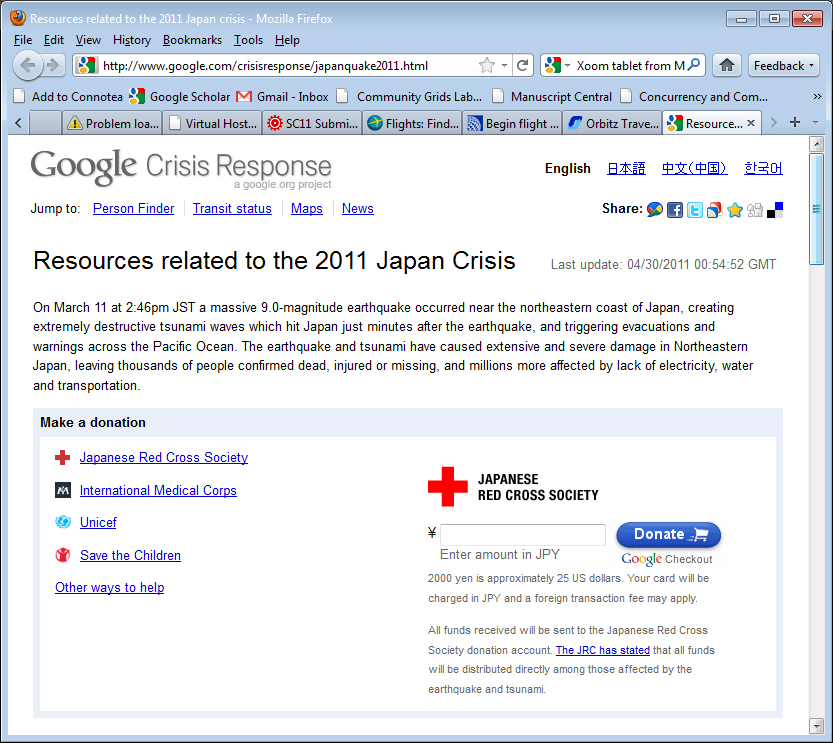 Resources related to the 2011 Japan crisis - Mozilla Firefox
File Edit View History Bookmarks Tools Help
http://www.google.com/crisisresponse/japanquake2011.html Xoom tablet from M Feedback
Add to Connotea Google Scholar Gmail - Inbox Community Grids Lab... Manuscript Central Concurrency and Com... »
Problem loa... Virtual Host... SC11 Submi... Flights: Find... Begin flight ... Orbitz Trave... Resource...
Google Crisis Response
a google.org project
English 日本語 中文(中国) 한국어
Jump to: Person Finder Transit status Maps News Share:
Resources related to the 2011 Japan Crisis Last update: 04/30/2011 00:54:52 GMT
On March 11 at 2:46pm JST a massive 9.0-magnitude earthquake occurred near the northeastern coast of Japan, creating
extremely destructive tsunami waves which hit Japan just minutes after the earthquake, and triggering evacuations and
warnings across the Pacific Ocean. The earthquake and tsunami have caused extensive and severe damage in Northeastern
Japan, leaving thousands of people confirmed dead, injured or missing, and millions more affected by lack of electricity, water
and transportation.
Make a donation
Japanese Red Cross Society
International Medical Corps
Unicef
Save the Children
Other ways to help
JAPANESE
RED CROSS SOCIETY
¥ Donate
Enter amount in JPY Google Checkout
2000 yen is approximately 25 US dollars. Your card will be
charged in JPY and a foreign transaction fee may apply.
All funds received will be sent to the Japanese Red Cross
Society donation account. The JRC has stated that all funds
will be distributed directly among those affected by the
earthquake and tsunami.